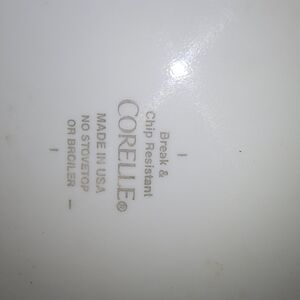 Break &
Chip Resistant
CORELLE®
MADE IN USA
NO STOVETOP
OR BROILER